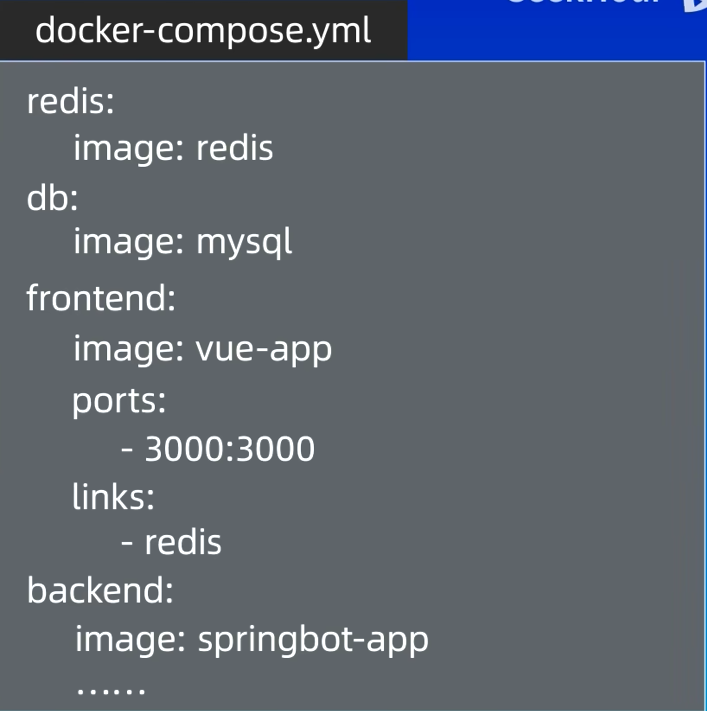 docker-compose.yml
redis:
image: redis
db:
image: mysql
frontend:
image: vue-app
ports:
- 3000:3000
links:
- redis
backend:
image: springbot-app
······